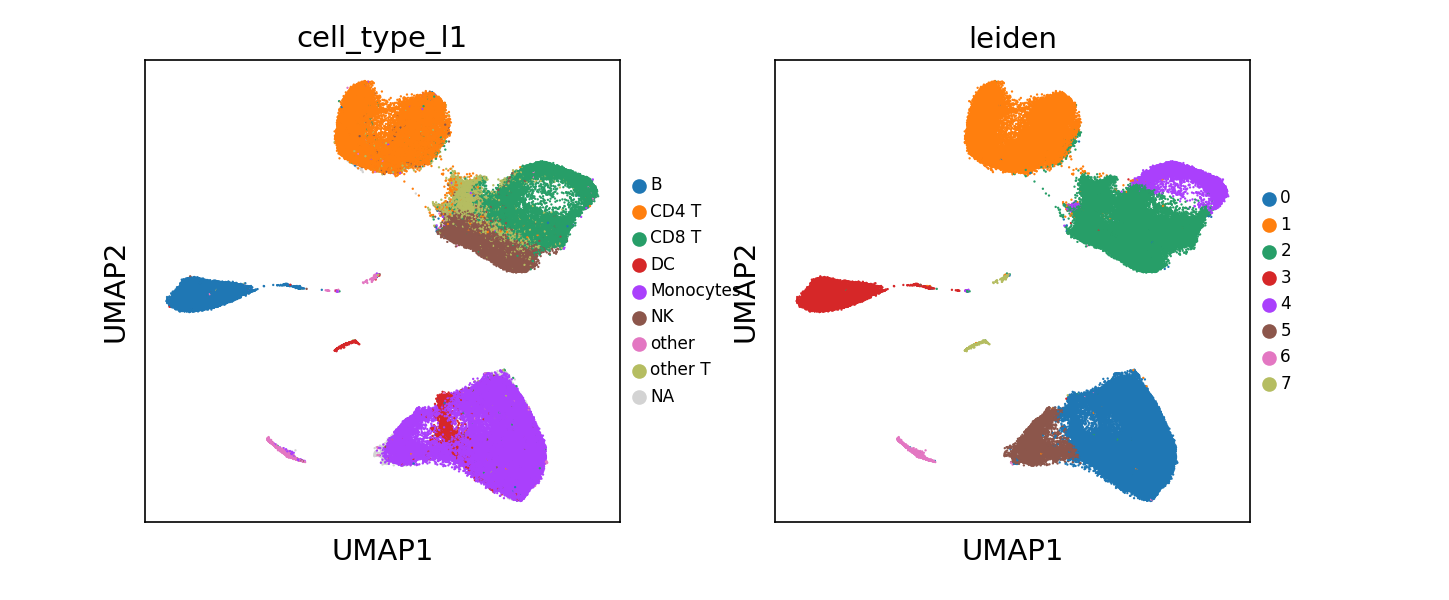 cell_type_l1
UMAP2
UMAP1
B
CD4 T
CD8 T
DC
Monocytes
NK
other
other T
NA
leiden
UMAP2
UMAP1
0
1
2
3
4
5
6
7